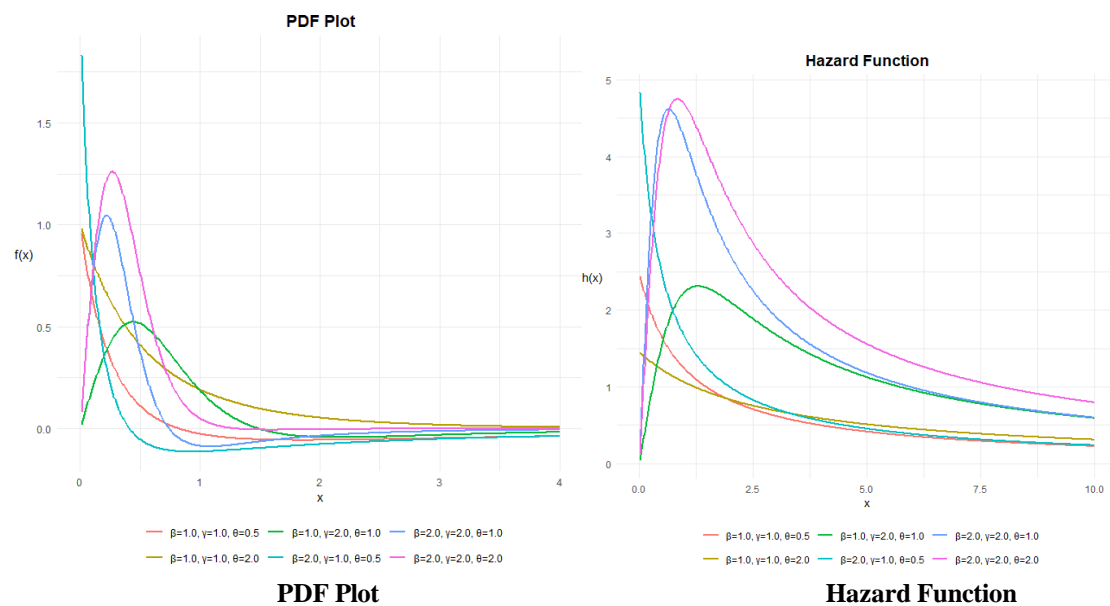 PDF Plot
1.5
1.0
f(x)
0.5
0.0
0 1 2 3 4
x
β=1.0, γ=1.0, θ=0.5 β=1.0, γ=2.0, θ=1.0 β=2.0, γ=2.0, θ=1.0
β=1.0, γ=1.0, θ=2.0 β=2.0, γ=1.0, θ=0.5 β=2.0, γ=2.0, θ=2.0
PDF Plot
Hazard Function
5
4
3
h(x)
2
1
0
0.0 2.5 5.0 7.5 10.0
x
β=1.0, γ=1.0, θ=0.5 β=1.0, γ=2.0, θ=1.0 β=2.0, γ=2.0, θ=1.0
β=1.0, γ=1.0, θ=2.0 β=2.0, γ=1.0, θ=0.5 β=2.0, γ=2.0, θ=2.0
Hazard Function